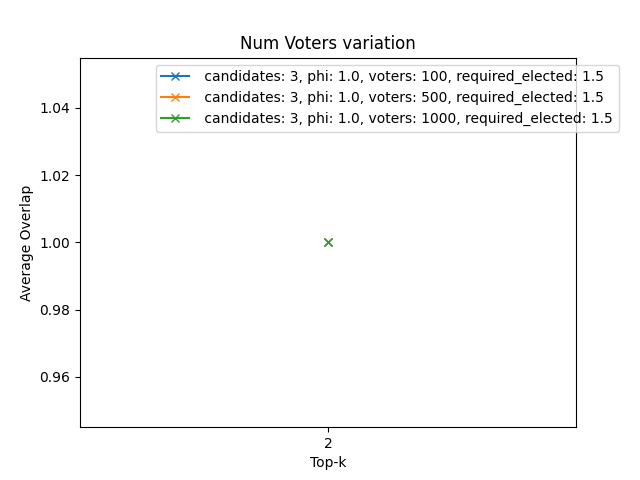 Num Voters variation
candidates: 3, phi: 1.0, voters: 100, required_elected: 1.5
candidates: 3, phi: 1.0, voters: 500, required_elected: 1.5
candidates: 3, phi: 1.0, voters: 1000, required_elected: 1.5
1.04
1.02
1.00
0.98
0.96
Average Overlap
2
Top-k